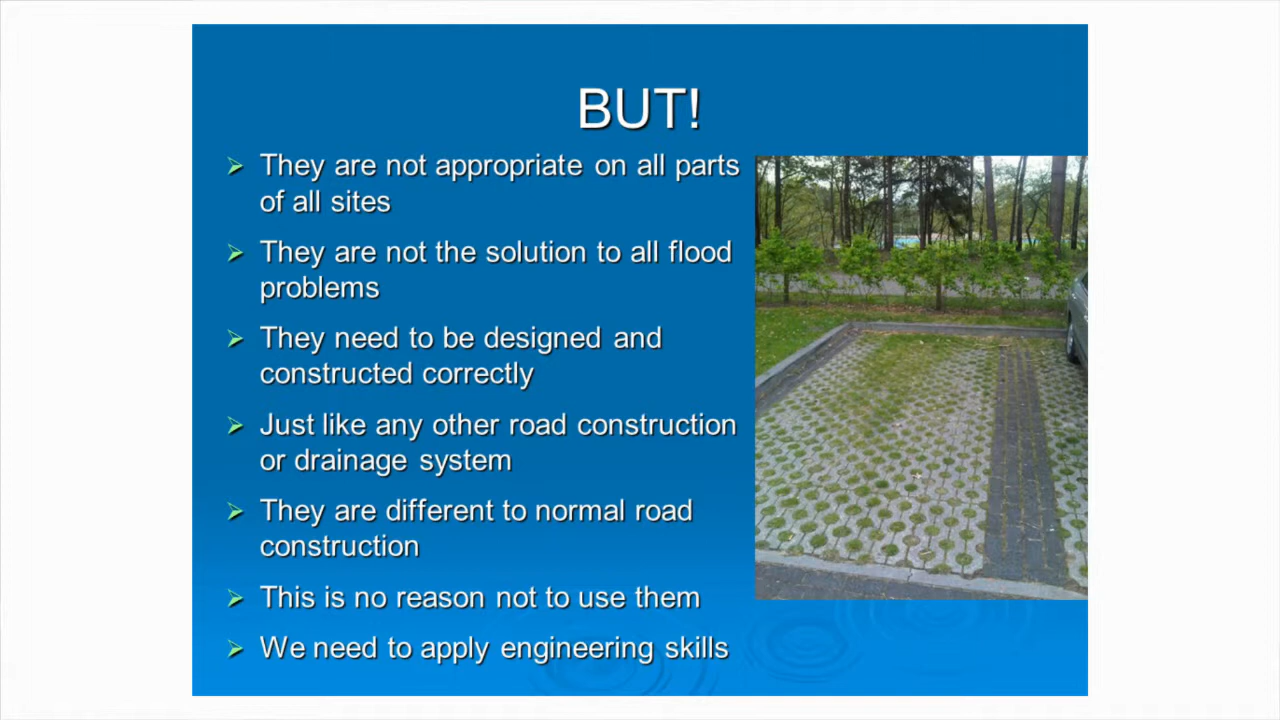 BUT!
They are not appropriate on all parts
of all sites
They are not the solution to all flood
problems
They need to be designed and
constructed correctly
Just like any other road construction
or drainage system
They are different to normal road
construction
This is no reason not to use them
We need to apply engineering skills